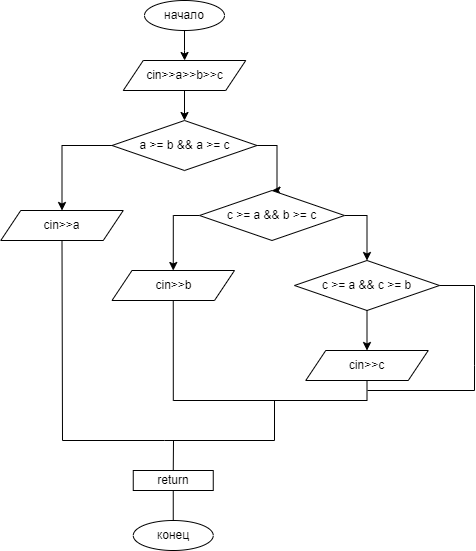 начало
cin>>a>>b>>c
a >= b && a >= c
c >= a && b >= c
cin>>a
c >= a && c >= b
cin>>b
cin>>c
return
конец